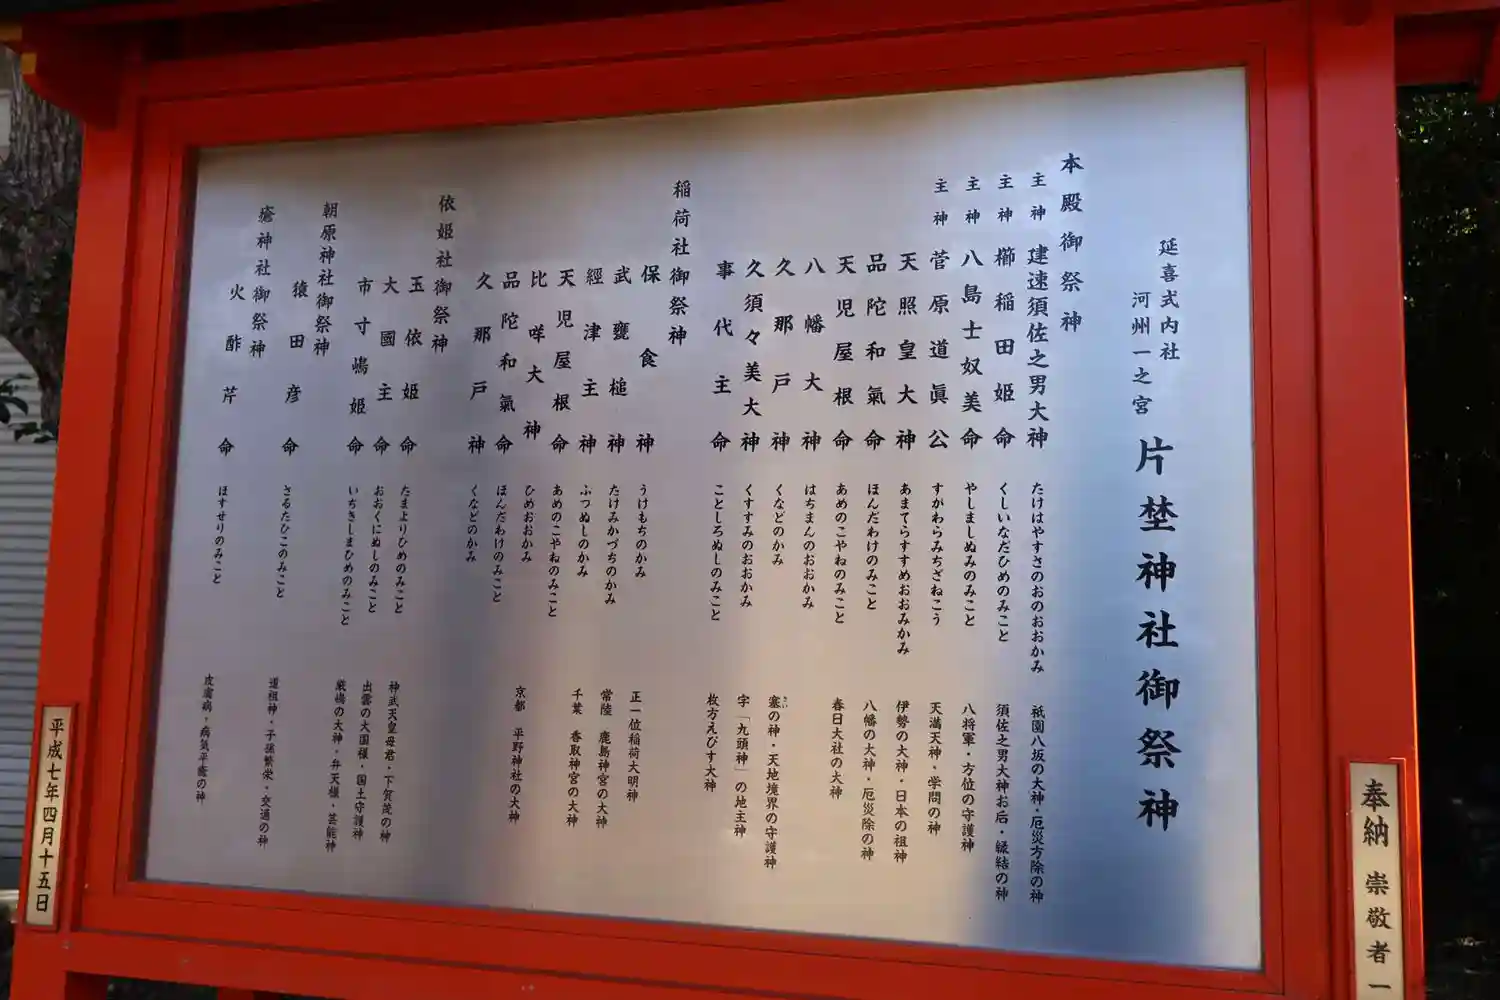 延喜式内社
河州一之宮
片埜神社御祭神
本殿御祭神
主神 建速須佐之男大神 たけはやすさのおのおおかみ 祇園八坂の大神・厄災方除の神
主神 櫛稲田姫命 くしいなだひめのみこと 須佐之男大神お后・縁結の神
主神 八島士奴美命 やしましぬみのみこと 八将軍・方位の守護神
主神 菅原道眞公 すがわらみちざねこう 天満天神・学問の神
天照皇大神 あまてらすすめおおみかみ 伊勢の大神・日本の祖神
品陀和氣命 ほんだわけのみこと 八幡の大神・厄災除の神
天児屋根命 あめのこやねのみこと 春日大社の大神
八幡大神 はちまんのおおかみ
久那戸神 くなどのかみ 塞の神・天地境界の守護神
さい
久須々美大神 くすすみのおおかみ 字「九頭神」の地主神
事代主命 ことしろぬしのみこと 枚方えびす大神
稲荷社御祭神
保食神 うけもちのかみ 正一位稲荷大明神
武甕槌神 たけみかづちのかみ 常陸 鹿島神宮の大神
經津主神 ふつぬしのかみ 千葉 香取神宮の大神
天児屋根命 あめのこやねのみこと
比咩大神 ひめおおかみ 京都 平野神社の大神
品陀和氣命 ほんだわけのみこと
久那戸神 くなどのかみ
依姫社御祭神
玉依姫命 たまよりひめのみこと 神武天皇母君・下賀茂の神
大國主命 おおくにぬしのみこと 出雲の大国様・国土守護神
市寸嶋姫命 いちきしまひめのみこと 厳嶋の大神・弁天様・芸能神
朝原神社御祭神
猿田彦命 さるたひこのみこと 道祖神・子孫繁栄・交通の神
瘡神社御祭神
火酢芹命 ほすせりのみこと 皮膚病・病気平癒の神
奉納 崇敬者一
平成七年四月十五日